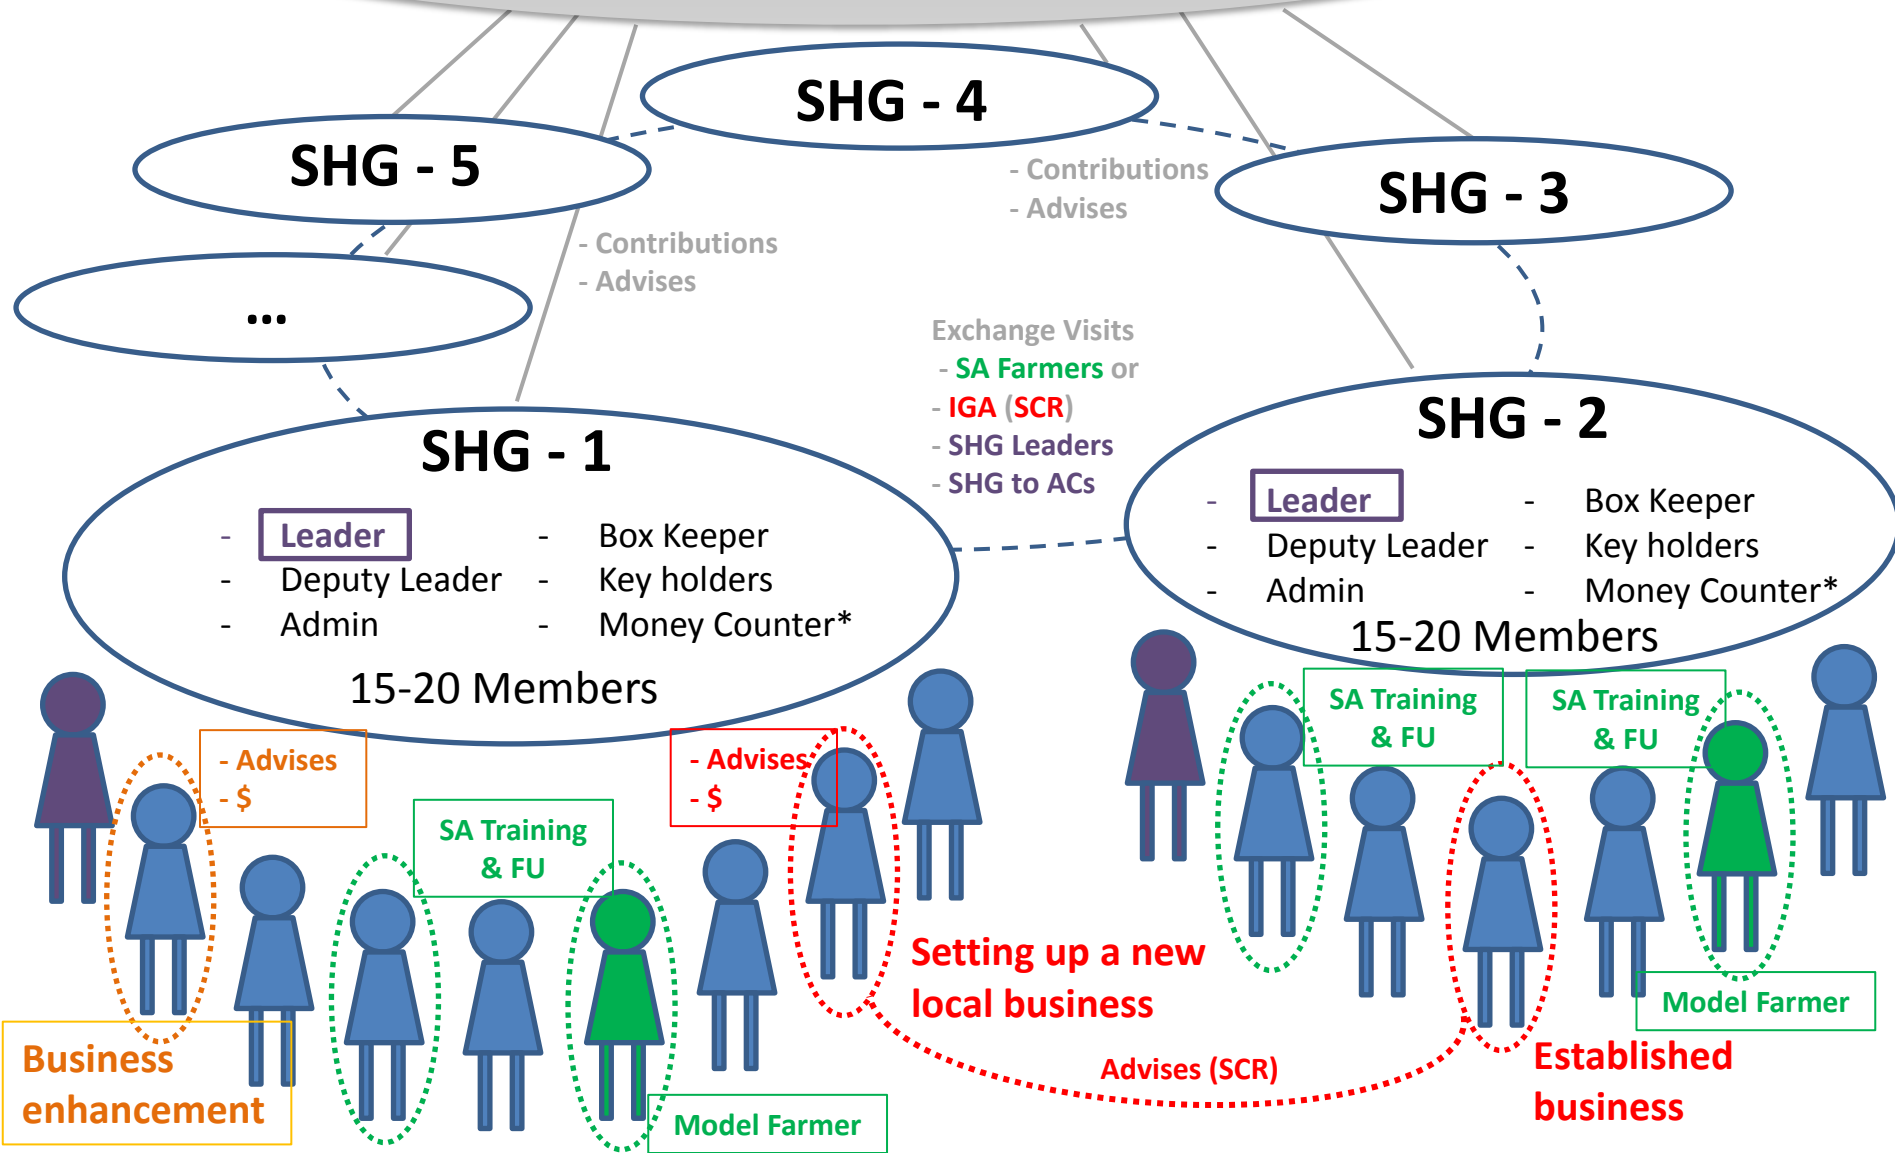 SHG - 4
SHG - 5
SHG - 3
- Contributions
- Advises
- Contributions
- Advises
...
Exchange Visits
- SA Farmers or
- IGA (SCR)
- SHG Leaders
- SHG to ACs
SHG - 1
- Leader
- Deputy Leader
- Admin
- Box Keeper
- Key holders
- Money Counter*
15-20 Members
SHG - 2
- Leader
- Deputy Leader
- Admin
- Box Keeper
- Key holders
- Money Counter*
15-20 Members
- Advises
- $
SA Training
& FU
- Advises
- $
SA Training
& FU
SA Training
& FU
Setting up a new
local business
Model Farmer
Business
enhancement
Advises (SCR)
Established
business
Model Farmer